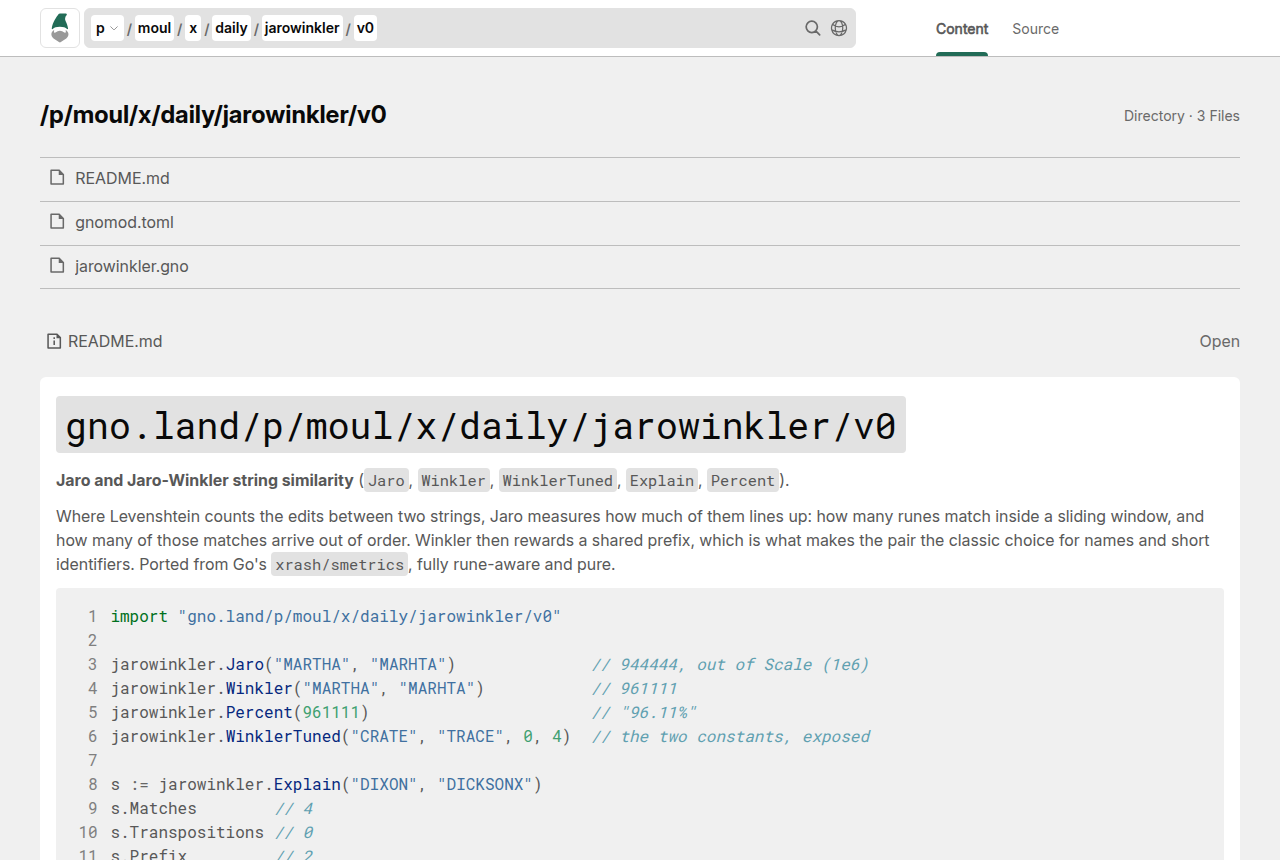 p / moul / x / daily / jarowinkler / v0
Content
Source
/p/moul/x/daily/jarowinkler/v0
Directory · 3 Files
README.md
gnomod.toml
jarowinkler.gno
README.md
Open
gno.land/p/moul/x/daily/jarowinkler/v0
Jaro and Jaro-Winkler string similarity (Jaro, Winkler, WinklerTuned, Explain, Percent).
Where Levenshtein counts the edits between two strings, Jaro measures how much of them lines up: how many runes match inside a sliding window, and
how many of those matches arrive out of order. Winkler then rewards a shared prefix, which is what makes the pair the classic choice for names and short
identifiers. Ported from Go's xrash/smetrics, fully rune-aware and pure.
1 import "gno.land/p/moul/x/daily/jarowinkler/v0"
2
3 jarowinkler.Jaro("MARTHA", "MARHTA") // 944444, out of Scale (1e6)
4 jarowinkler.Winkler("MARTHA", "MARHTA") // 961111
5 jarowinkler.Percent(961111) // "96.11%"
6 jarowinkler.WinklerTuned("CRATE", "TRACE", 0, 4) // the two constants, exposed
7
8 s := jarowinkler.Explain("DIXON", "DICKSONX")
9 s.Matches // 4
10 s.Transpositions // 0
11 s.Prefix // 2